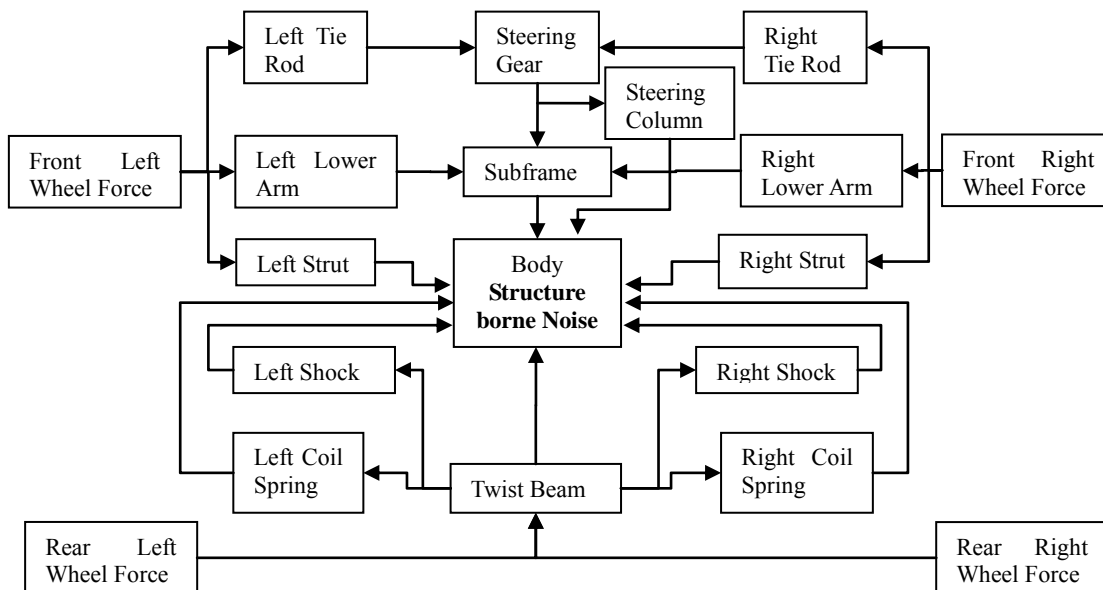 Left Tie
Rod
Steering
Gear
Right
Tie Rod
Steering
Column
Front Left
Wheel Force
Left Lower
Arm
Subframe
Right
Lower Arm
Front Right
Wheel Force
Left Strut
Body
Structure
borne Noise
Right Strut
Left Shock
Right Shock
Left Coil
Spring
Twist Beam
Right Coil
Spring
Rear Left
Wheel Force
Rear Right
Wheel Force